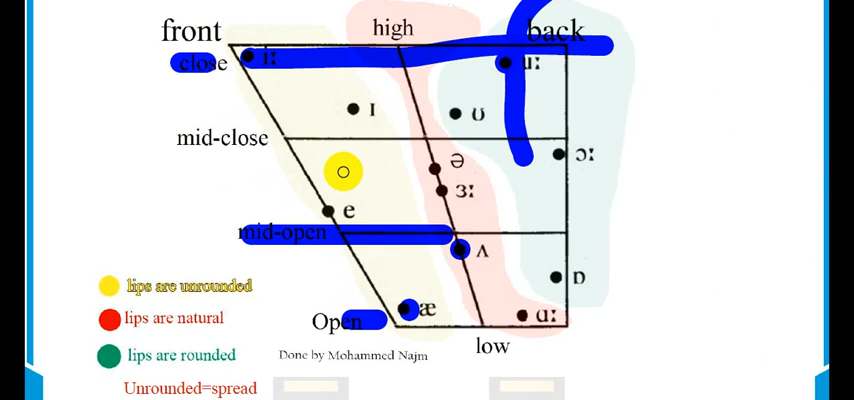 front high back
close iː uː
I ʊ
mid-close
ɔː
ə
ɜː
e
mid-open
ʌ
ɒ
lips are unrounded
æ ɑː
lips are natural Open
low
lips are rounded Done by Mohammed Najm
Unrounded=spread